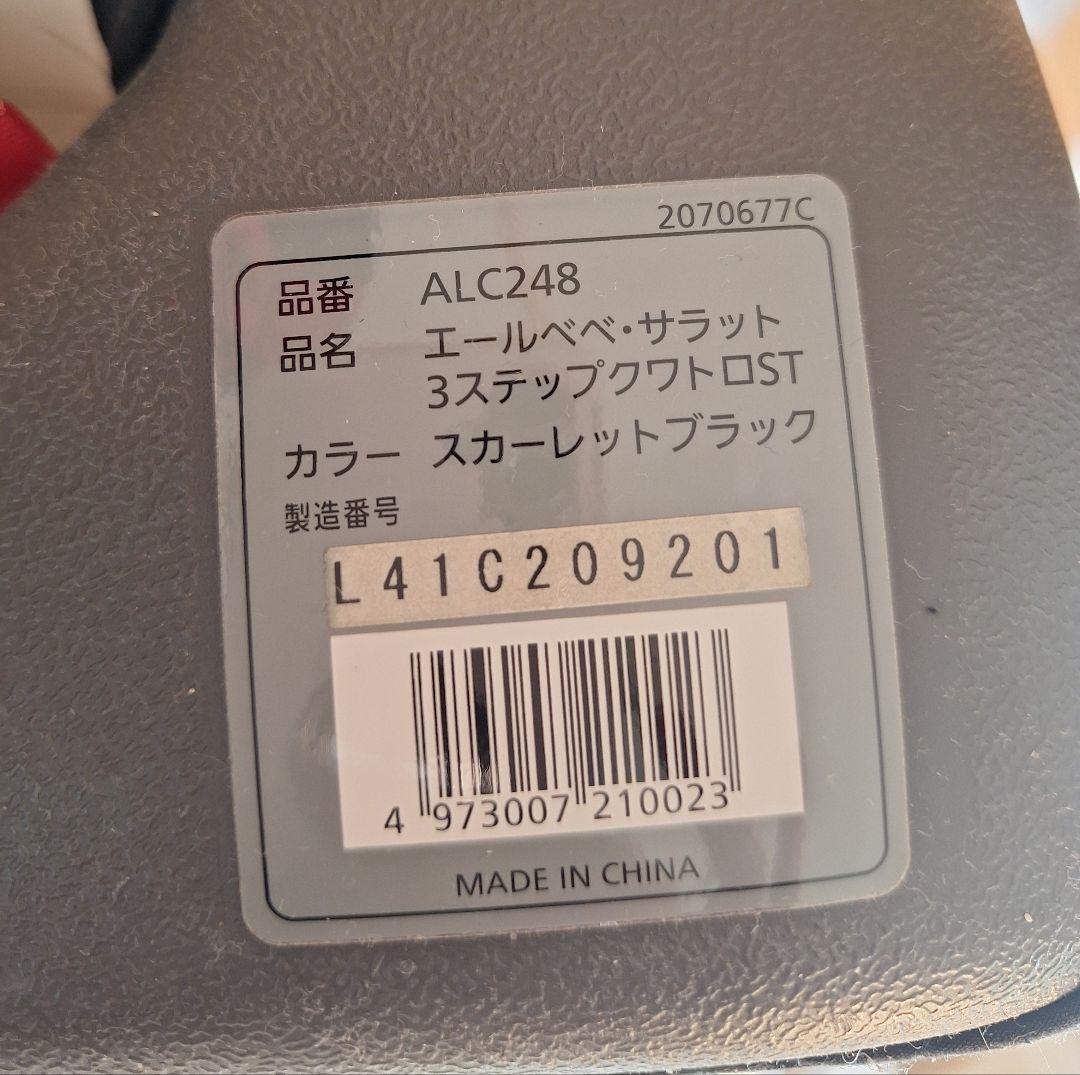 2070677C
品番 ALC248
品名 エールベベ・サラット
3ステップクワトロST
カラー スカーレットブラック
製造番号
L41C209201
4 973007 210023
MADE IN CHINA